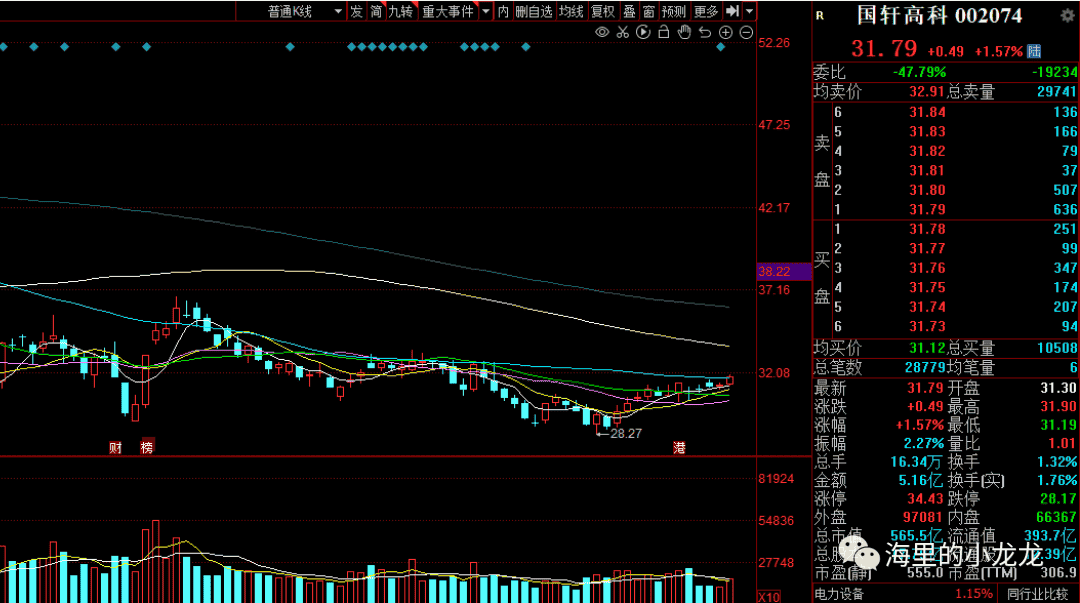 普通K线 发 简 九转 重大事件 内 删自选 均线 复权 叠 窗 预测 更多
52.26
47.25
42.17
38.22
37.16
32.08
28.27
财 榜 港
81924
54836
27748
X10
R 国轩高科 002074
31.79 +0.49 +1.57% 陆
委比 -47.79% -19234
均卖价 32.91 总卖量 29741
卖盘
6 31.84 136
5 31.83 166
4 31.82 79
3 31.81 37
2 31.80 507
1 31.79 636
买盘
1 31.78 251
2 31.77 99
3 31.76 347
4 31.75 174
5 31.74 207
6 31.73 94
均买价 31.12 总买量 10508
总笔数 28779 均笔量 6
最新 31.79 开盘 31.30
涨跌 +0.49 最高 31.90
涨幅 +1.57% 最低 31.19
振幅 2.27% 量比 1.01
总手 16.34万 换手 1.32%
金额 5.16亿 换手(实) 1.76%
涨停 34.43 跌停 28.17
外盘 97081 内盘 66367
总市值 565.5亿 流通值 393.7亿
海里的小龙龙
市盈(静) 555.0 市盈(TTM) 306.9
电力设备 1.15% 同行业比较